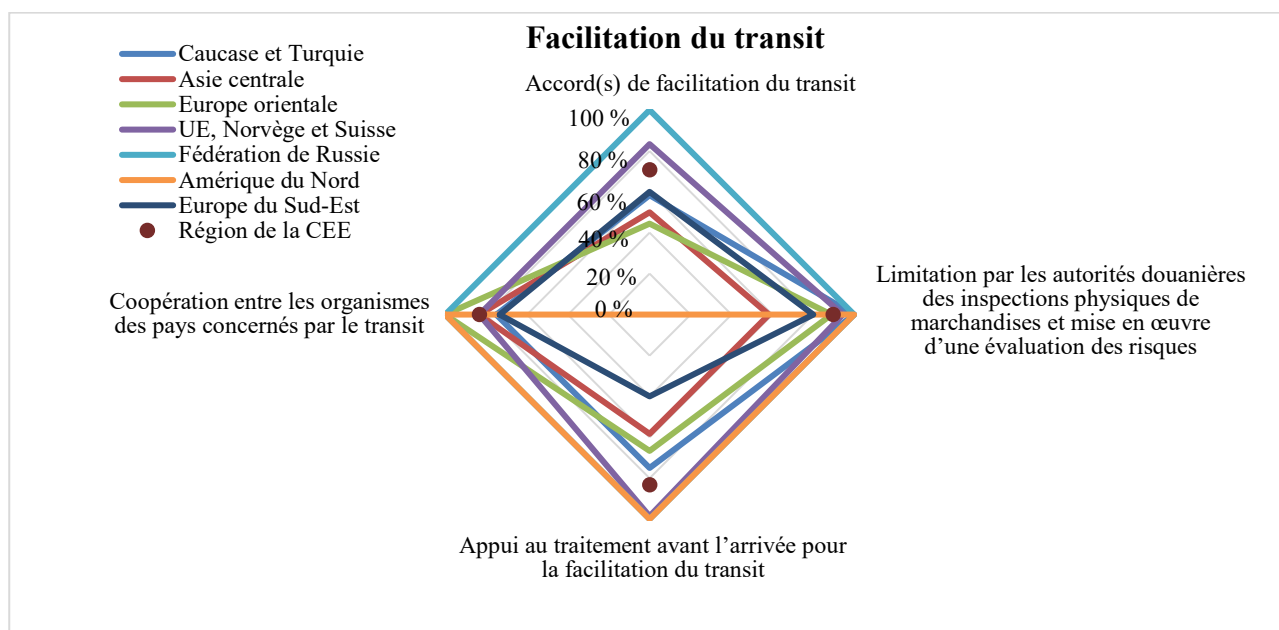 Facilitation du transit
Caucase et Turquie
Asie centrale
Europe orientale
UE, Norvège et Suisse
Fédération de Russie
Amérique du Nord
Europe du Sud-Est
Région de la CEE
Accord(s) de facilitation du transit
100 %
80 %
60 %
40 %
20 %
0 %
Limitation par les autorités douanières
des inspections physiques de
marchandises et mise en œuvre
d’une évaluation des risques
Coopération entre les organismes
des pays concernés par le transit
Appui au traitement avant l’arrivée pour
la facilitation du transit